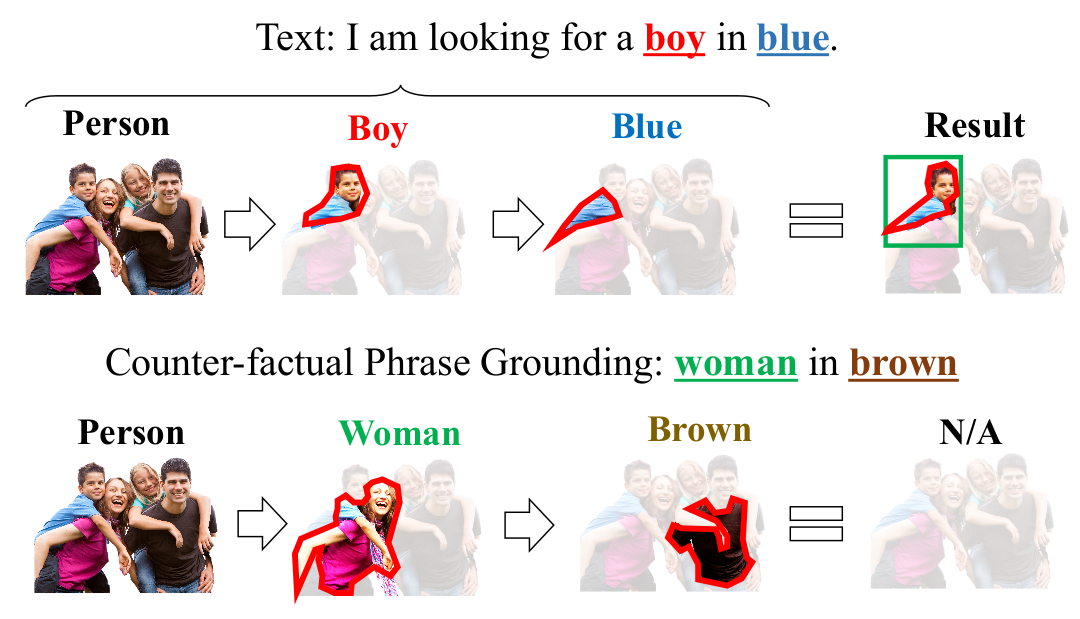 Text: I am looking for a boy in blue.
Person
Boy
Blue
Result
Counter-factual Phrase Grounding: woman in brown
Person
Woman
Brown
N/A